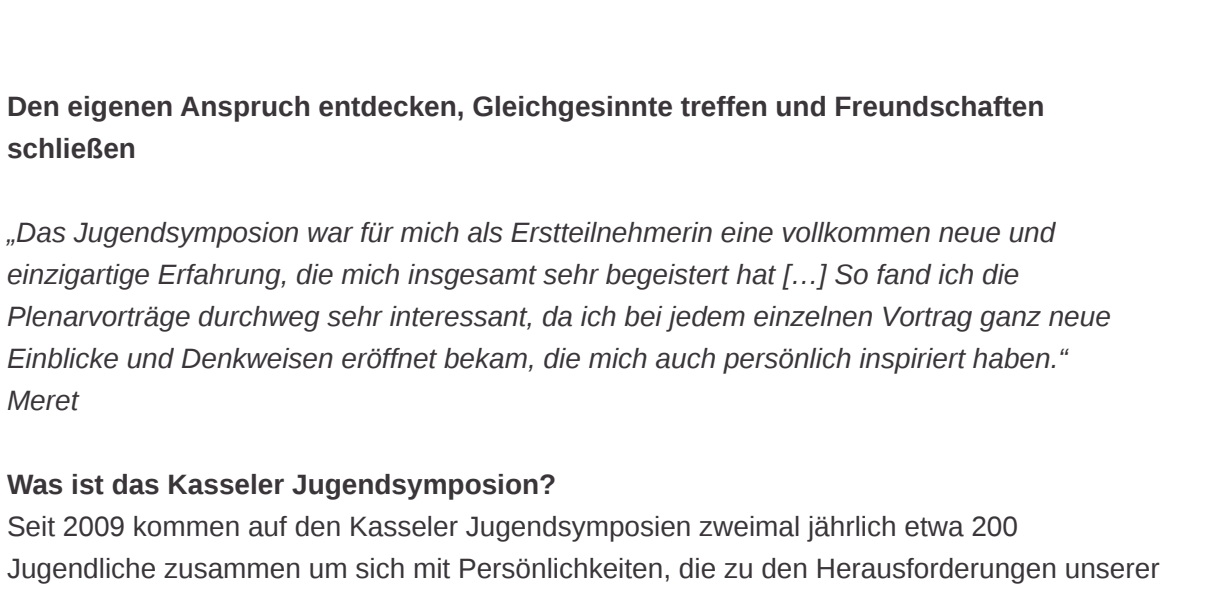 Den eigenen Anspruch entdecken, Gleichgesinnte treffen und Freundschaften
schließen
„Das Jugendsymposion war für mich als Erstteilnehmerin eine vollkommen neue und
einzigartige Erfahrung, die mich insgesamt sehr begeistert hat […] So fand ich die
Plenarvorträge durchweg sehr interessant, da ich bei jedem einzelnen Vortrag ganz neue
Einblicke und Denkweisen eröffnet bekam, die mich auch persönlich inspiriert haben.“
Meret
Was ist das Kasseler Jugendsymposion?
Seit 2009 kommen auf den Kasseler Jugendsymposien zweimal jährlich etwa 200
Jugendliche zusammen um sich mit Persönlichkeiten, die zu den Herausforderungen unserer